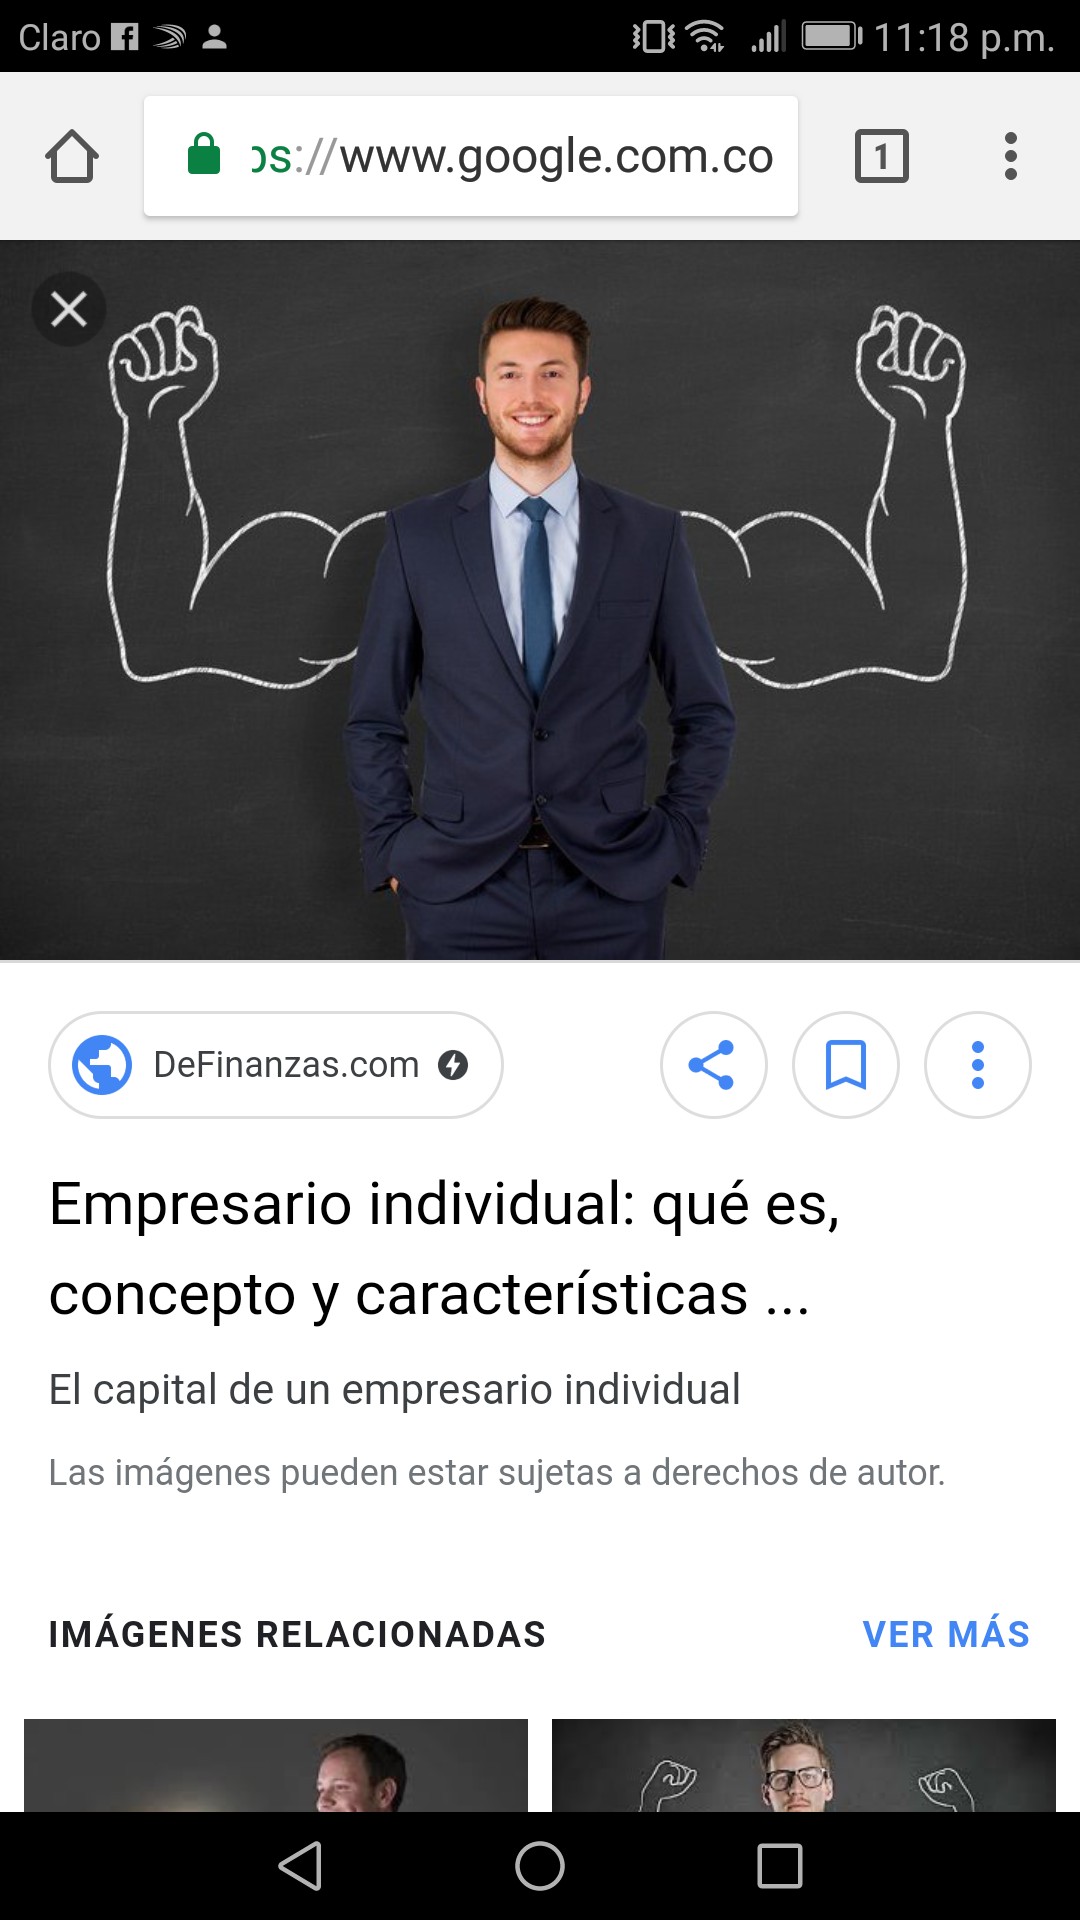 Claro 11:18 p.m.
ps://www.google.com.co
1
DeFinanzas.com
Empresario individual: qué es,
concepto y características ...
El capital de un empresario individual
Las imágenes pueden estar sujetas a derechos de autor.
IMÁGENES RELACIONADAS
VER MÁS